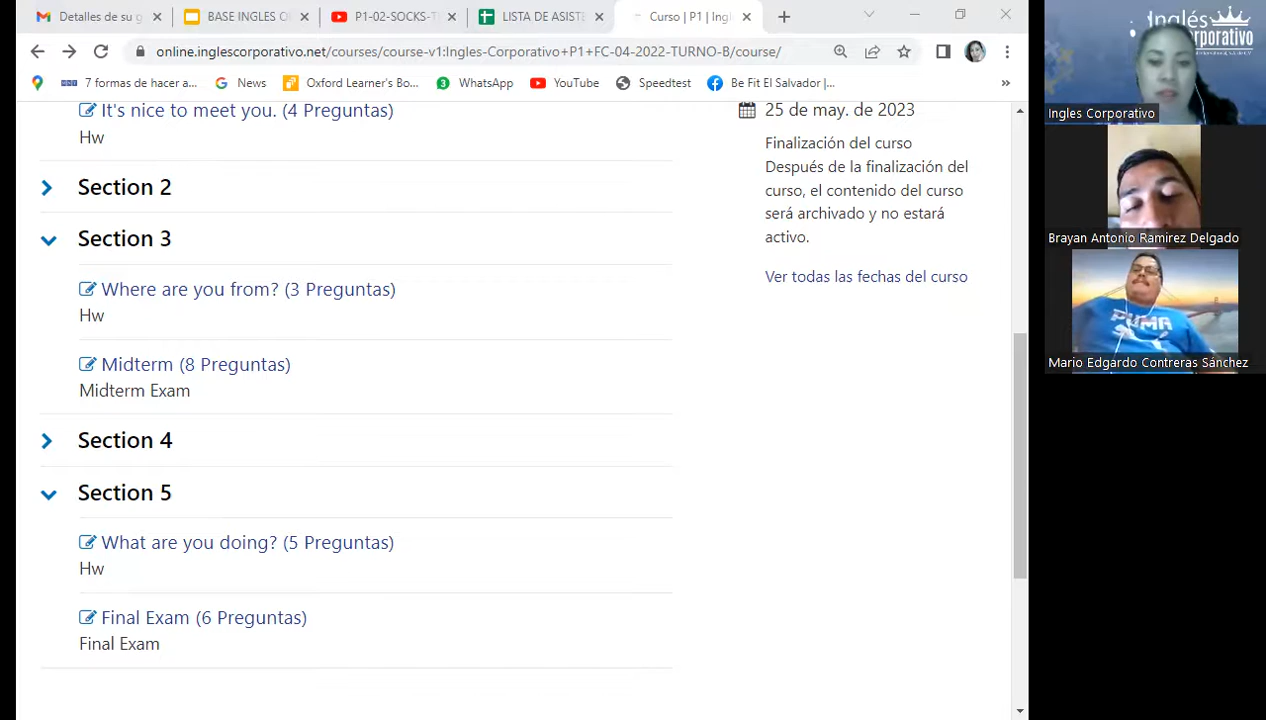 Detalles de su g
BASE INGLES C
P1-02-SOCKS-T
LISTA DE ASIST
Curso | P1 | Ingl
online.inglescorporativo.net/courses/course-v1:Ingles-Corporativo+P1+FC-04-2022-TURNO-B/course/
7 formas de hacer a...
News
Oxford Learner's Bo...
WhatsApp
YouTube
Speedtest
Be Fit El Salvador |...
»
It's nice to meet you. (4 Preguntas)
Hw
Section 2
Section 3
Where are you from? (3 Preguntas)
Hw
Midterm (8 Preguntas)
Midterm Exam
Section 4
Section 5
What are you doing? (5 Preguntas)
Hw
Final Exam (6 Preguntas)
Final Exam
25 de may. de 2023
Finalización del curso
Después de la finalización del
curso, el contenido del curso
será archivado y no estará
activo.
Ver todas las fechas del curso
Inglés
Ingles Corporativo
Brayan Antonio Ramirez Delgado
PUMA
Mario Edgardo Contreras Sánchez